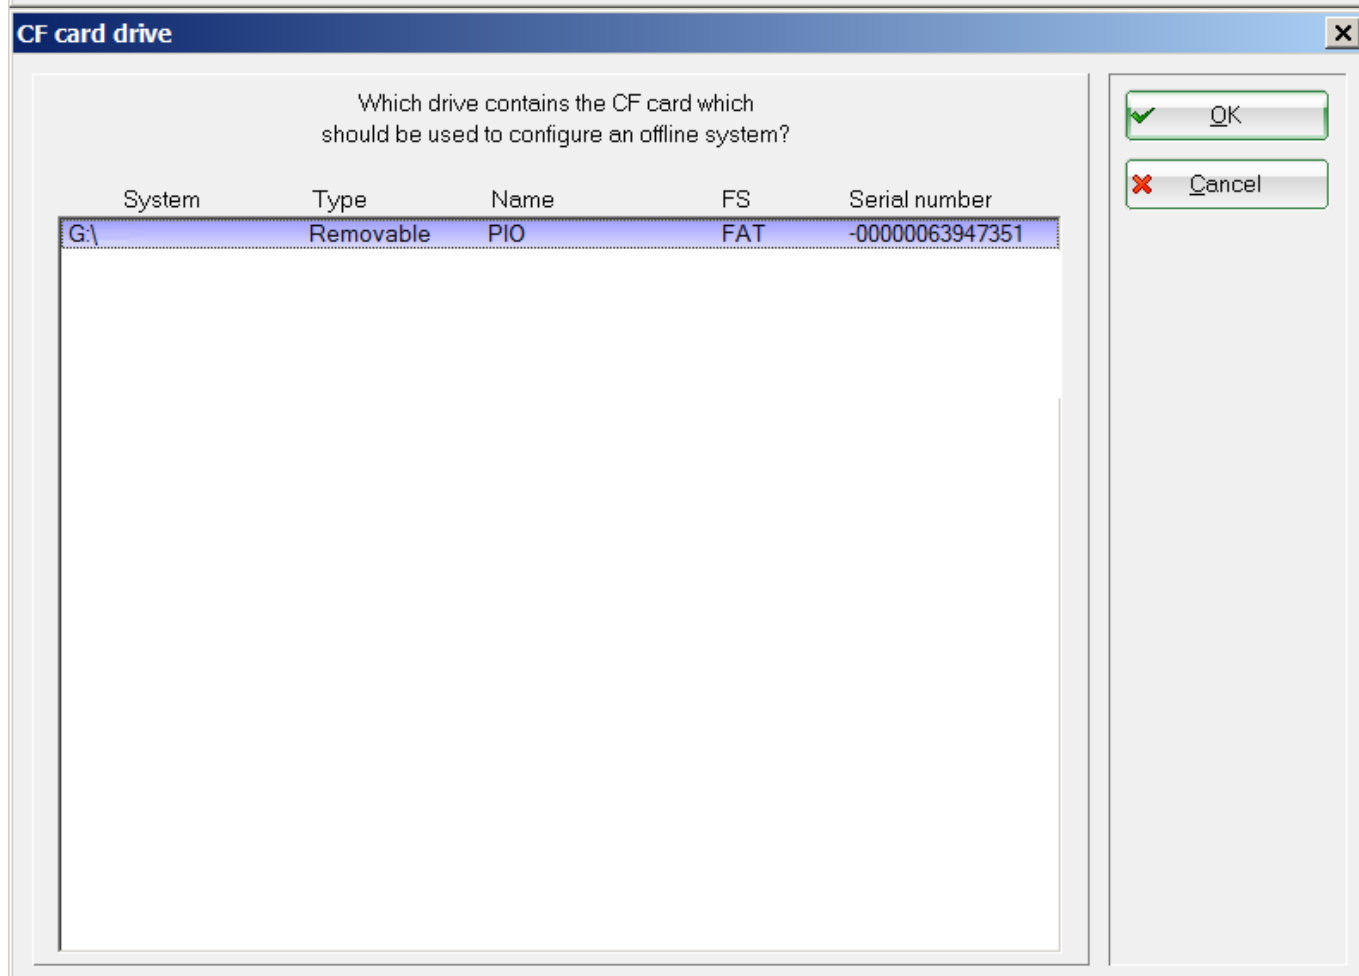 CF card drive
Which drive contains the CF card which
should be used to configure an offline system?
System Type Name FS Serial number
G:\ Removable PIO FAT -00000063947351
OK
Cancel